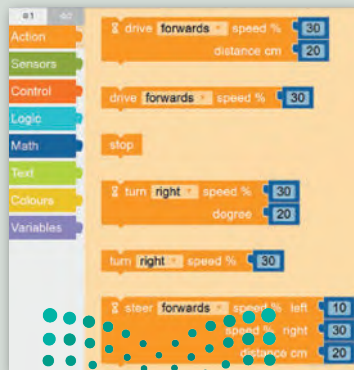 Action
Sensors
Control
Logic
Math
Text
Colours
Variables
drive forwards speed % 30
distance cm 20
drive forwards speed % 30
stop
turn right speed % 30
degree 20
turn right speed % 30
steer forwards speed % left 10
speed % right 30
distance cm 20